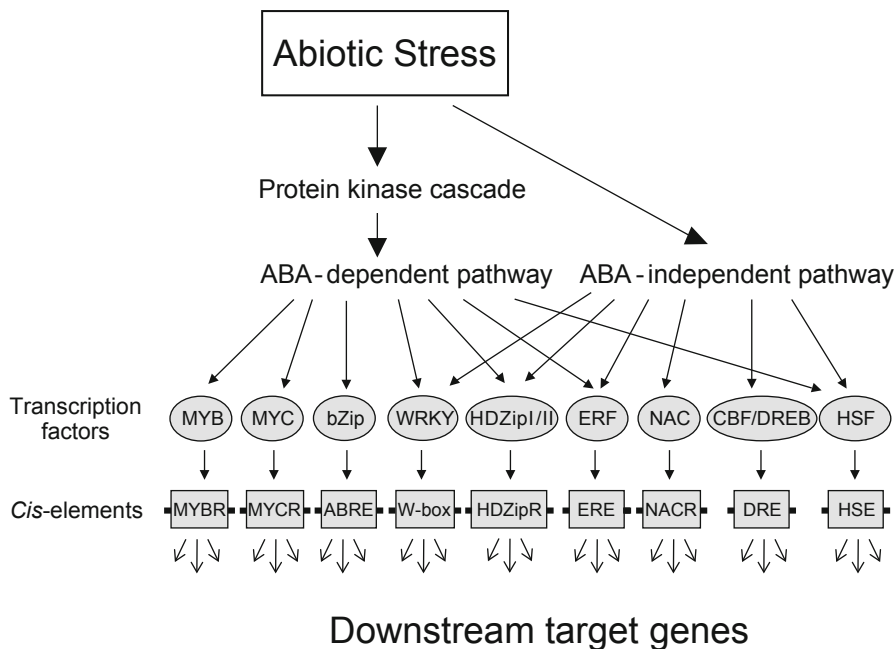 Abiotic Stress
Protein kinase cascade
ABA-dependent pathway ABA-independent pathway
Transcription
factors
MYB MYC bZip WRKY HDZipI/II ERF NAC CBF/DREB HSF
Cis-elements
MYBR MYCR ABRE W-box HDZipR ERE NACR DRE HSE
Downstream target genes